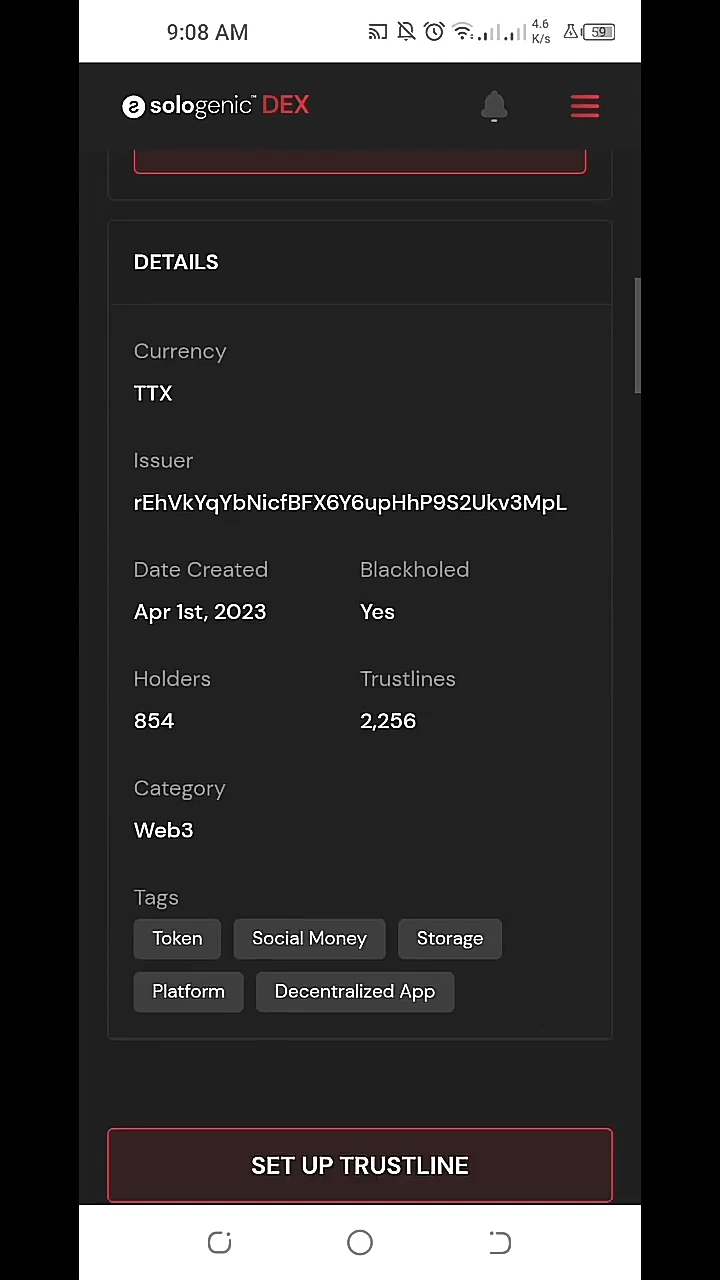 9:08 AM 4.6 K/s 59
sologenic™ DEX
DETAILS
Currency
TTX
Issuer
rEhVkYqYbNicfBFX6Y6upHhP9S2Ukv3MpL
Date Created Blackholed
Apr 1st, 2023 Yes
Holders Trustlines
854 2,256
Category
Web3
Tags
Token Social Money Storage
Platform Decentralized App
SET UP TRUSTLINE